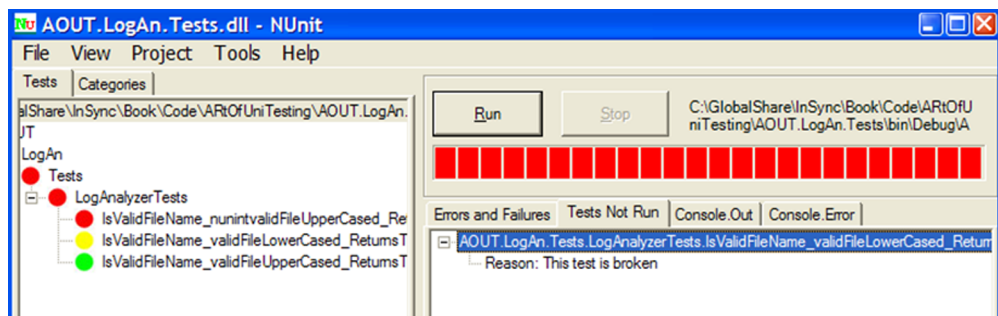 NU AOUT.LogAn.Tests.dll - NUnit
File View Project Tools Help
Tests Categories
alShare\InSync\Book\Code\ARtOfUniTesting\AOUT.LogAn.
JT
LogAn
Tests
LogAnalyzerTests
IsValidFileName_nunintvalidFileUpperCased_Re
IsValidFileName_validFileLowerCased_ReturnsT
IsValidFileName_validFileUpperCased_ReturnsT
Run Stop
C:\GlobalShare\InSync\Book\Code\ARtOfU
niTesting\AOUT.LogAn.Tests\bin\Debug\A
Errors and Failures Tests Not Run Console.Out Console.Error
AOUT.LogAn.Tests.LogAnalyzerTests.IsValidFileName_validFileLowerCased_Return
Reason: This test is broken